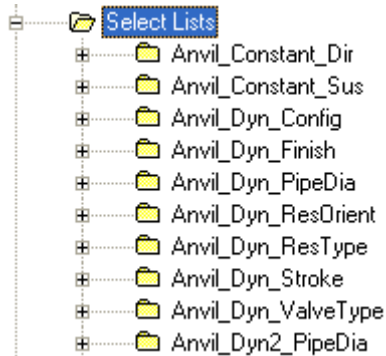 Select Lists
Anvil_Constant_Dir
Anvil_Constant_Sus
Anvil_Dyn_Config
Anvil_Dyn_Finish
Anvil_Dyn_PipeDia
Anvil_Dyn_ResOrient
Anvil_Dyn_ResType
Anvil_Dyn_Stroke
Anvil_Dyn_ValveType
Anvil_Dyn2_PipeDia